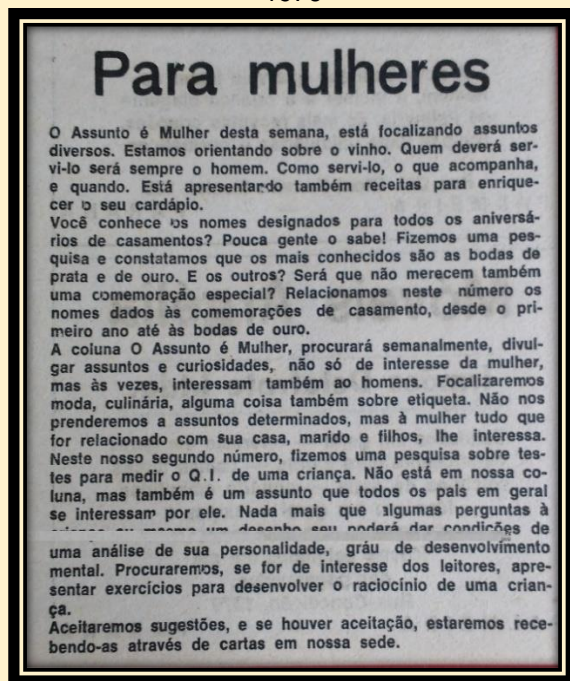 Para mulheres
O Assunto é Mulher desta semana, está focalizando assuntos
diversos. Estamos orientando sobre o vinho. Quem deverá ser-
vi-lo será sempre o homem. Como servi-lo, o que acompanha,
e quando. Está apresentando também receitas para enrique-
cer o seu cardápio.
Você conhece os nomes designados para todos os aniversá-
rios de casamentos? Pouca gente o sabe! Fizemos uma pes-
quisa e constatamos que os mais conhecidos são as bodas de
prata e de ouro. E os outros? Será que não merecem também
uma comemoração especial? Relacionamos neste número os
nomes dados às comemorações de casamento, desde o pri-
meiro ano até às bodas de ouro.
A coluna O Assunto é Mulher, procurará semanalmente, divul-
gar assuntos e curiosidades, não só de interesse da mulher,
mas às vezes, interessam também ao homens. Focalizaremos
moda, culinária, alguma coisa também sobre etiqueta. Não nos
prenderemos a assuntos determinados, mas à mulher tudo que
for relacionado com sua casa, marido e filhos, lhe interessa.
Neste nosso segundo número, fizemos uma pesquisa sobre tes-
tes para medir o Q.I. de uma criança. Não está em nossa co-
luna, mas também é um assunto que todos os pais em geral
se interessam por ele. Nada mais que algumas perguntas à
ou mesmo um desenho seu poderá dar condições de
uma análise de sua personalidade, gráu de desenvolvimento
mental. Procuraremos, se for de interesse dos leitores, apre-
sentar exercícios para desenvolver o raciocínio de uma crian-
ça.
Aceitaremos sugestões, e se houver aceitação, estaremos rece-
bendo-as através de cartas em nossa sede.